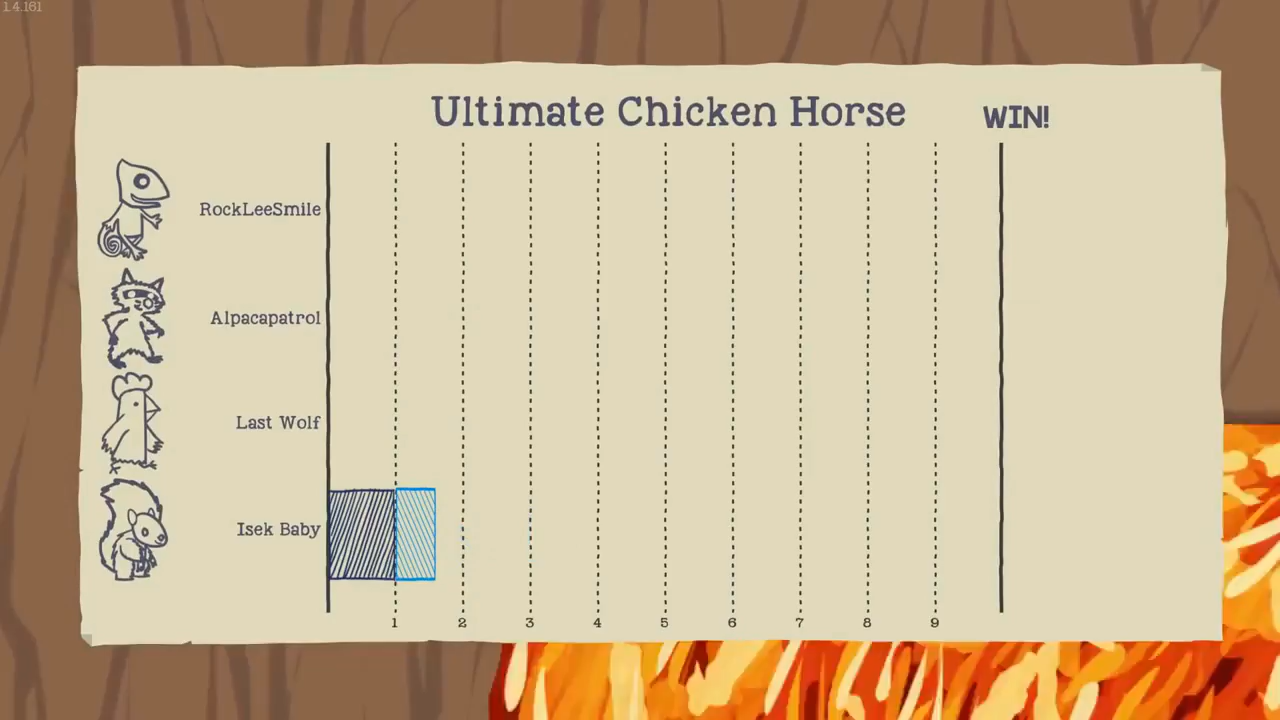 1.4.161
Ultimate Chicken Horse
WIN!
RockLeeSmile
Alpacapatrol
Last Wolf
Isek Baby
1 2 3 4 5 6 7 8 9